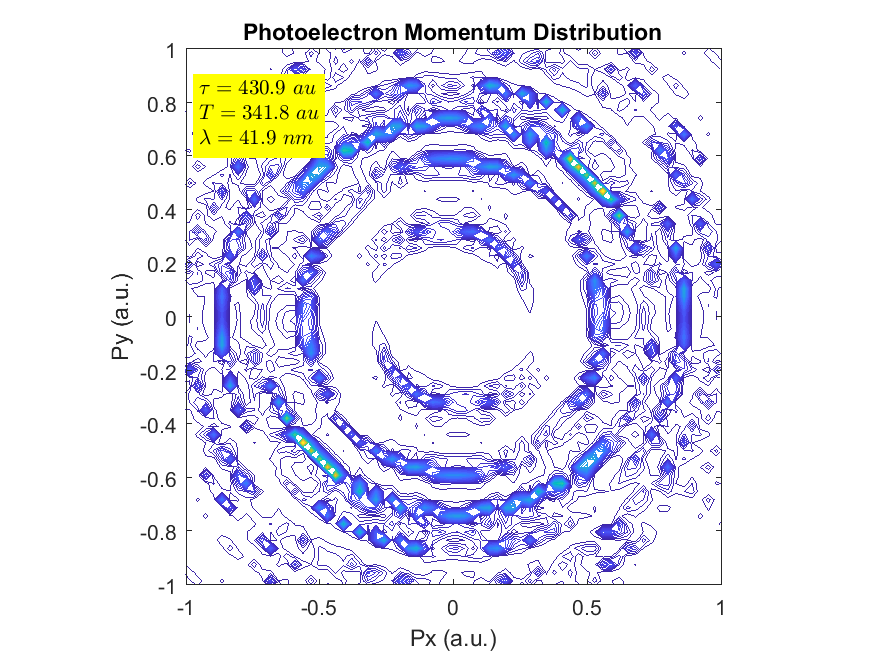 Photoelectron Momentum Distribution
τ = 430.9 au
T = 341.8 au
λ = 41.9 nm
1
0.8
0.6
0.4
0.2
0
-0.2
-0.4
-0.6
-0.8
-1
Py (a.u.)
-1 -0.5 0 0.5 1
Px (a.u.)